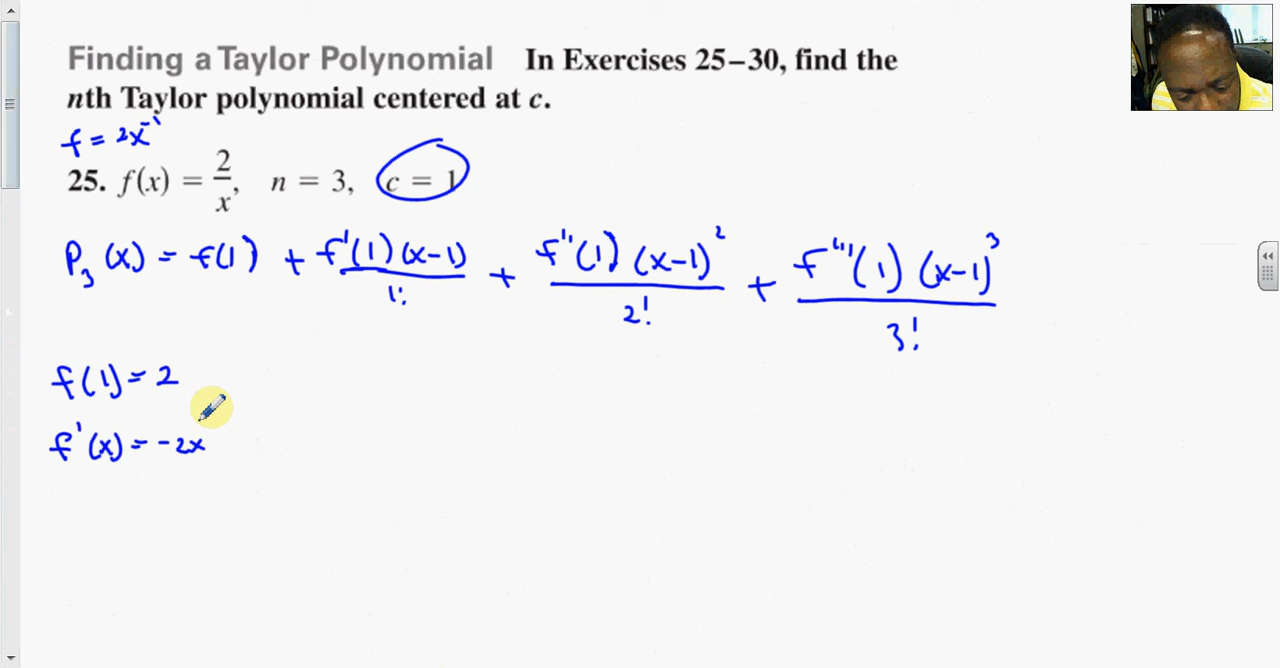 Finding a Taylor Polynomial In Exercises 25–30, find the
nth Taylor polynomial centered at c.
f = 2x⁻¹
25. f(x) = 2/x, n = 3, c = 1
P₃(x) = f(1) + f'(1)(x-1)/1! + f''(1)(x-1)²/2! + f'''(1)(x-1)³/3!
f(1) = 2
f'(x) = -2x